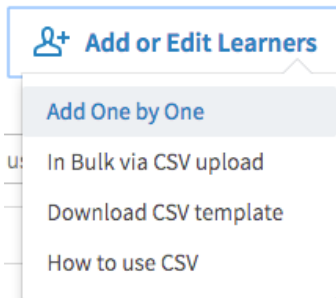 Add or Edit Learners
Add One by One
us
In Bulk via CSV upload
Download CSV template
How to use CSV